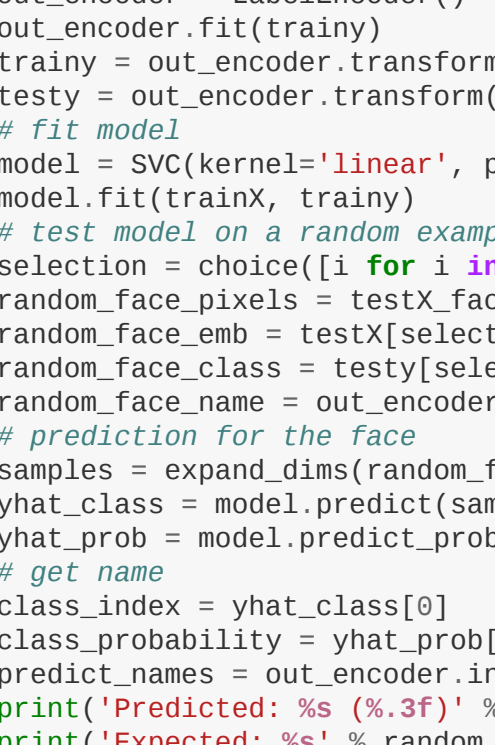 out_encoder = LabelEncoder()
out_encoder.fit(trainy)
trainy = out_encoder.transform
testy = out_encoder.transform(
# fit model
model = SVC(kernel='linear', p
model.fit(trainX, trainy)
# test model on a random examp
selection = choice([i for i in
random_face_pixels = testX_fac
random_face_emb = testX[select
random_face_class = testy[sele
random_face_name = out_encoder
# prediction for the face
samples = expand_dims(random_f
yhat_class = model.predict(sam
yhat_prob = model.predict_prob
# get name
class_index = yhat_class[0]
class_probability = yhat_prob[
predict_names = out_encoder.in
print('Predicted: %s (%.3f)' %
print('Expected: %s' % random